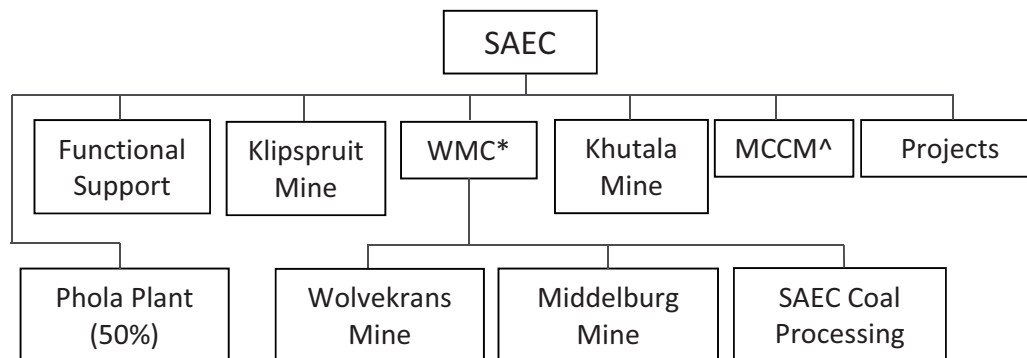 SAEC
Functional
Support
Klipspruit
Mine
WMC*
Khutala
Mine
MCCM^
Projects
Phola Plant
(50%)
Wolvekrans
Mine
Middelburg
Mine
SAEC Coal
Processing